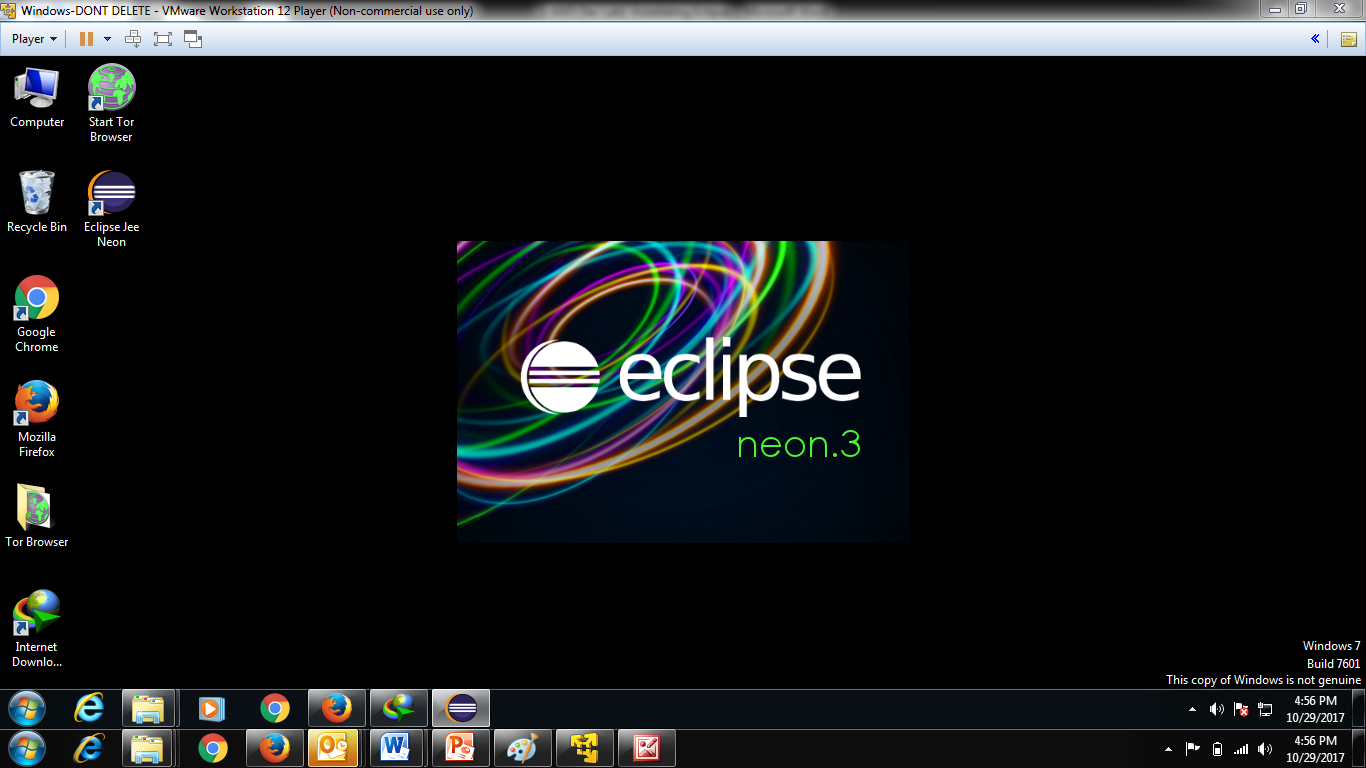 Windows-DONT DELETE - VMware Workstation 12 Player (Non-commercial use only)
Player
Computer
Start Tor
Browser
Recycle Bin
Eclipse Jee
Neon
Google
Chrome
Mozilla
Firefox
Tor Browser
Internet
Downlo...
eclipse
neon.3
Windows 7
Build 7601
This copy of Windows is not genuine
4:56 PM
10/29/2017
4:56 PM
10/29/2017